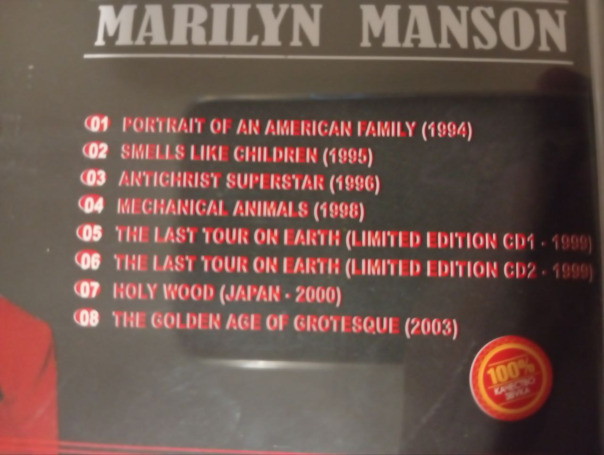 MARILYN MANSON
01 PORTRAIT OF AN AMERICAN FAMILY (1994)
02 SMELLS LIKE CHILDREN (1995)
03 ANTICHRIST SUPERSTAR (1996)
04 MECHANICAL ANIMALS (1998)
05 THE LAST TOUR ON EARTH (LIMITED EDITION CD1 - 1999)
06 THE LAST TOUR ON EARTH (LIMITED EDITION CD2 - 1999)
07 HOLY WOOD (JAPAN - 2000)
08 THE GOLDEN AGE OF GROTESQUE (2003)
100%
КАЧЕСТВО
ЗВУКА